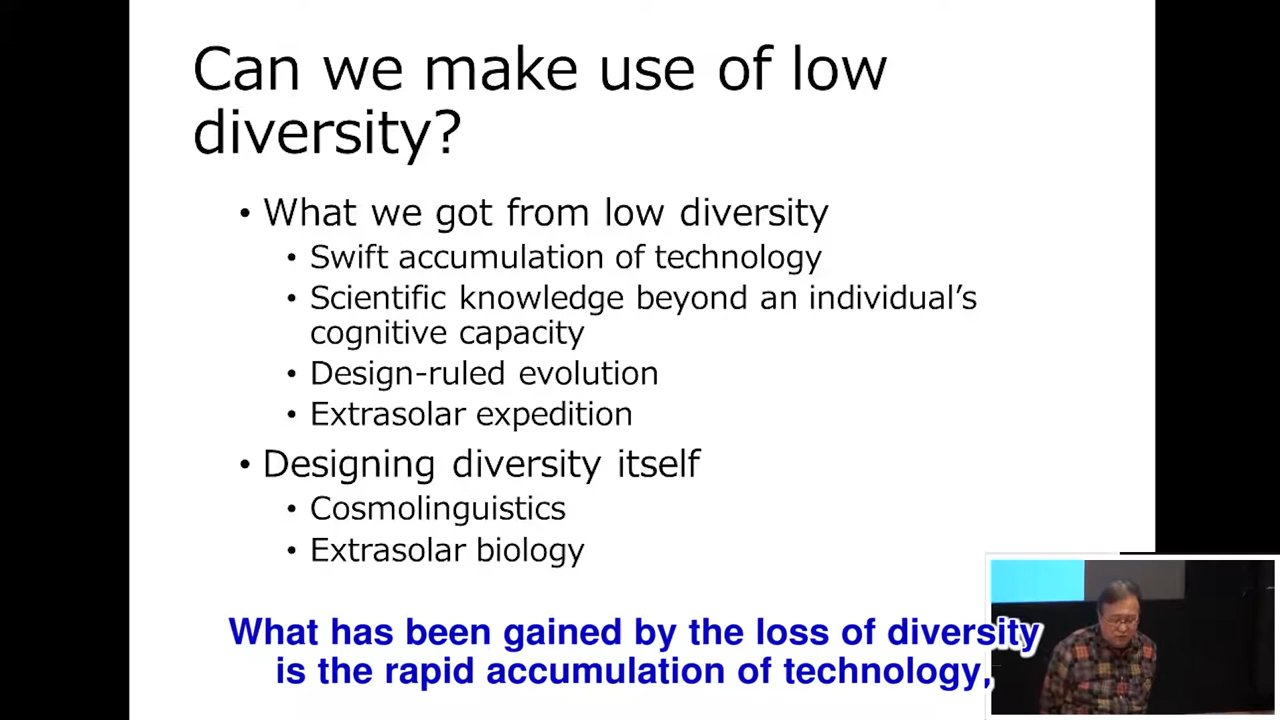 Can we make use of low
diversity?
• What we got from low diversity
• Swift accumulation of technology
• Scientific knowledge beyond an individual’s
cognitive capacity
• Design-ruled evolution
• Extrasolar expedition
• Designing diversity itself
• Cosmolinguistics
• Extrasolar biology
What has been gained by the loss of diversity
is the rapid accumulation of technology,